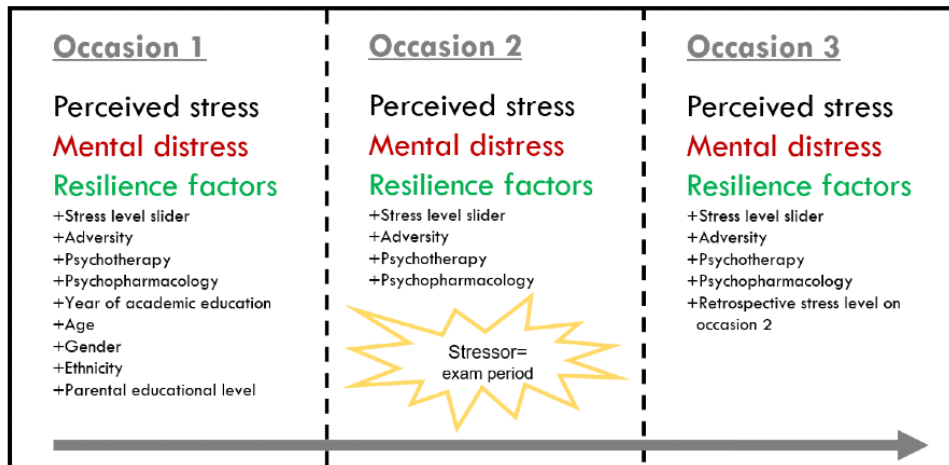 Occasion 1
Perceived stress
Mental distress
Resilience factors
+Stress level slider
+Adversity
+Psychotherapy
+Psychopharmacology
+Year of academic education
+Age
+Gender
+Ethnicity
+Parental educational level
Occasion 2
Perceived stress
Mental distress
Resilience factors
+Stress level slider
+Adversity
+Psychotherapy
+Psychopharmacology
Stressor=
exam period
Occasion 3
Perceived stress
Mental distress
Resilience factors
+Stress level slider
+Adversity
+Psychotherapy
+Psychopharmacology
+Retrospective stress level on
occasion 2